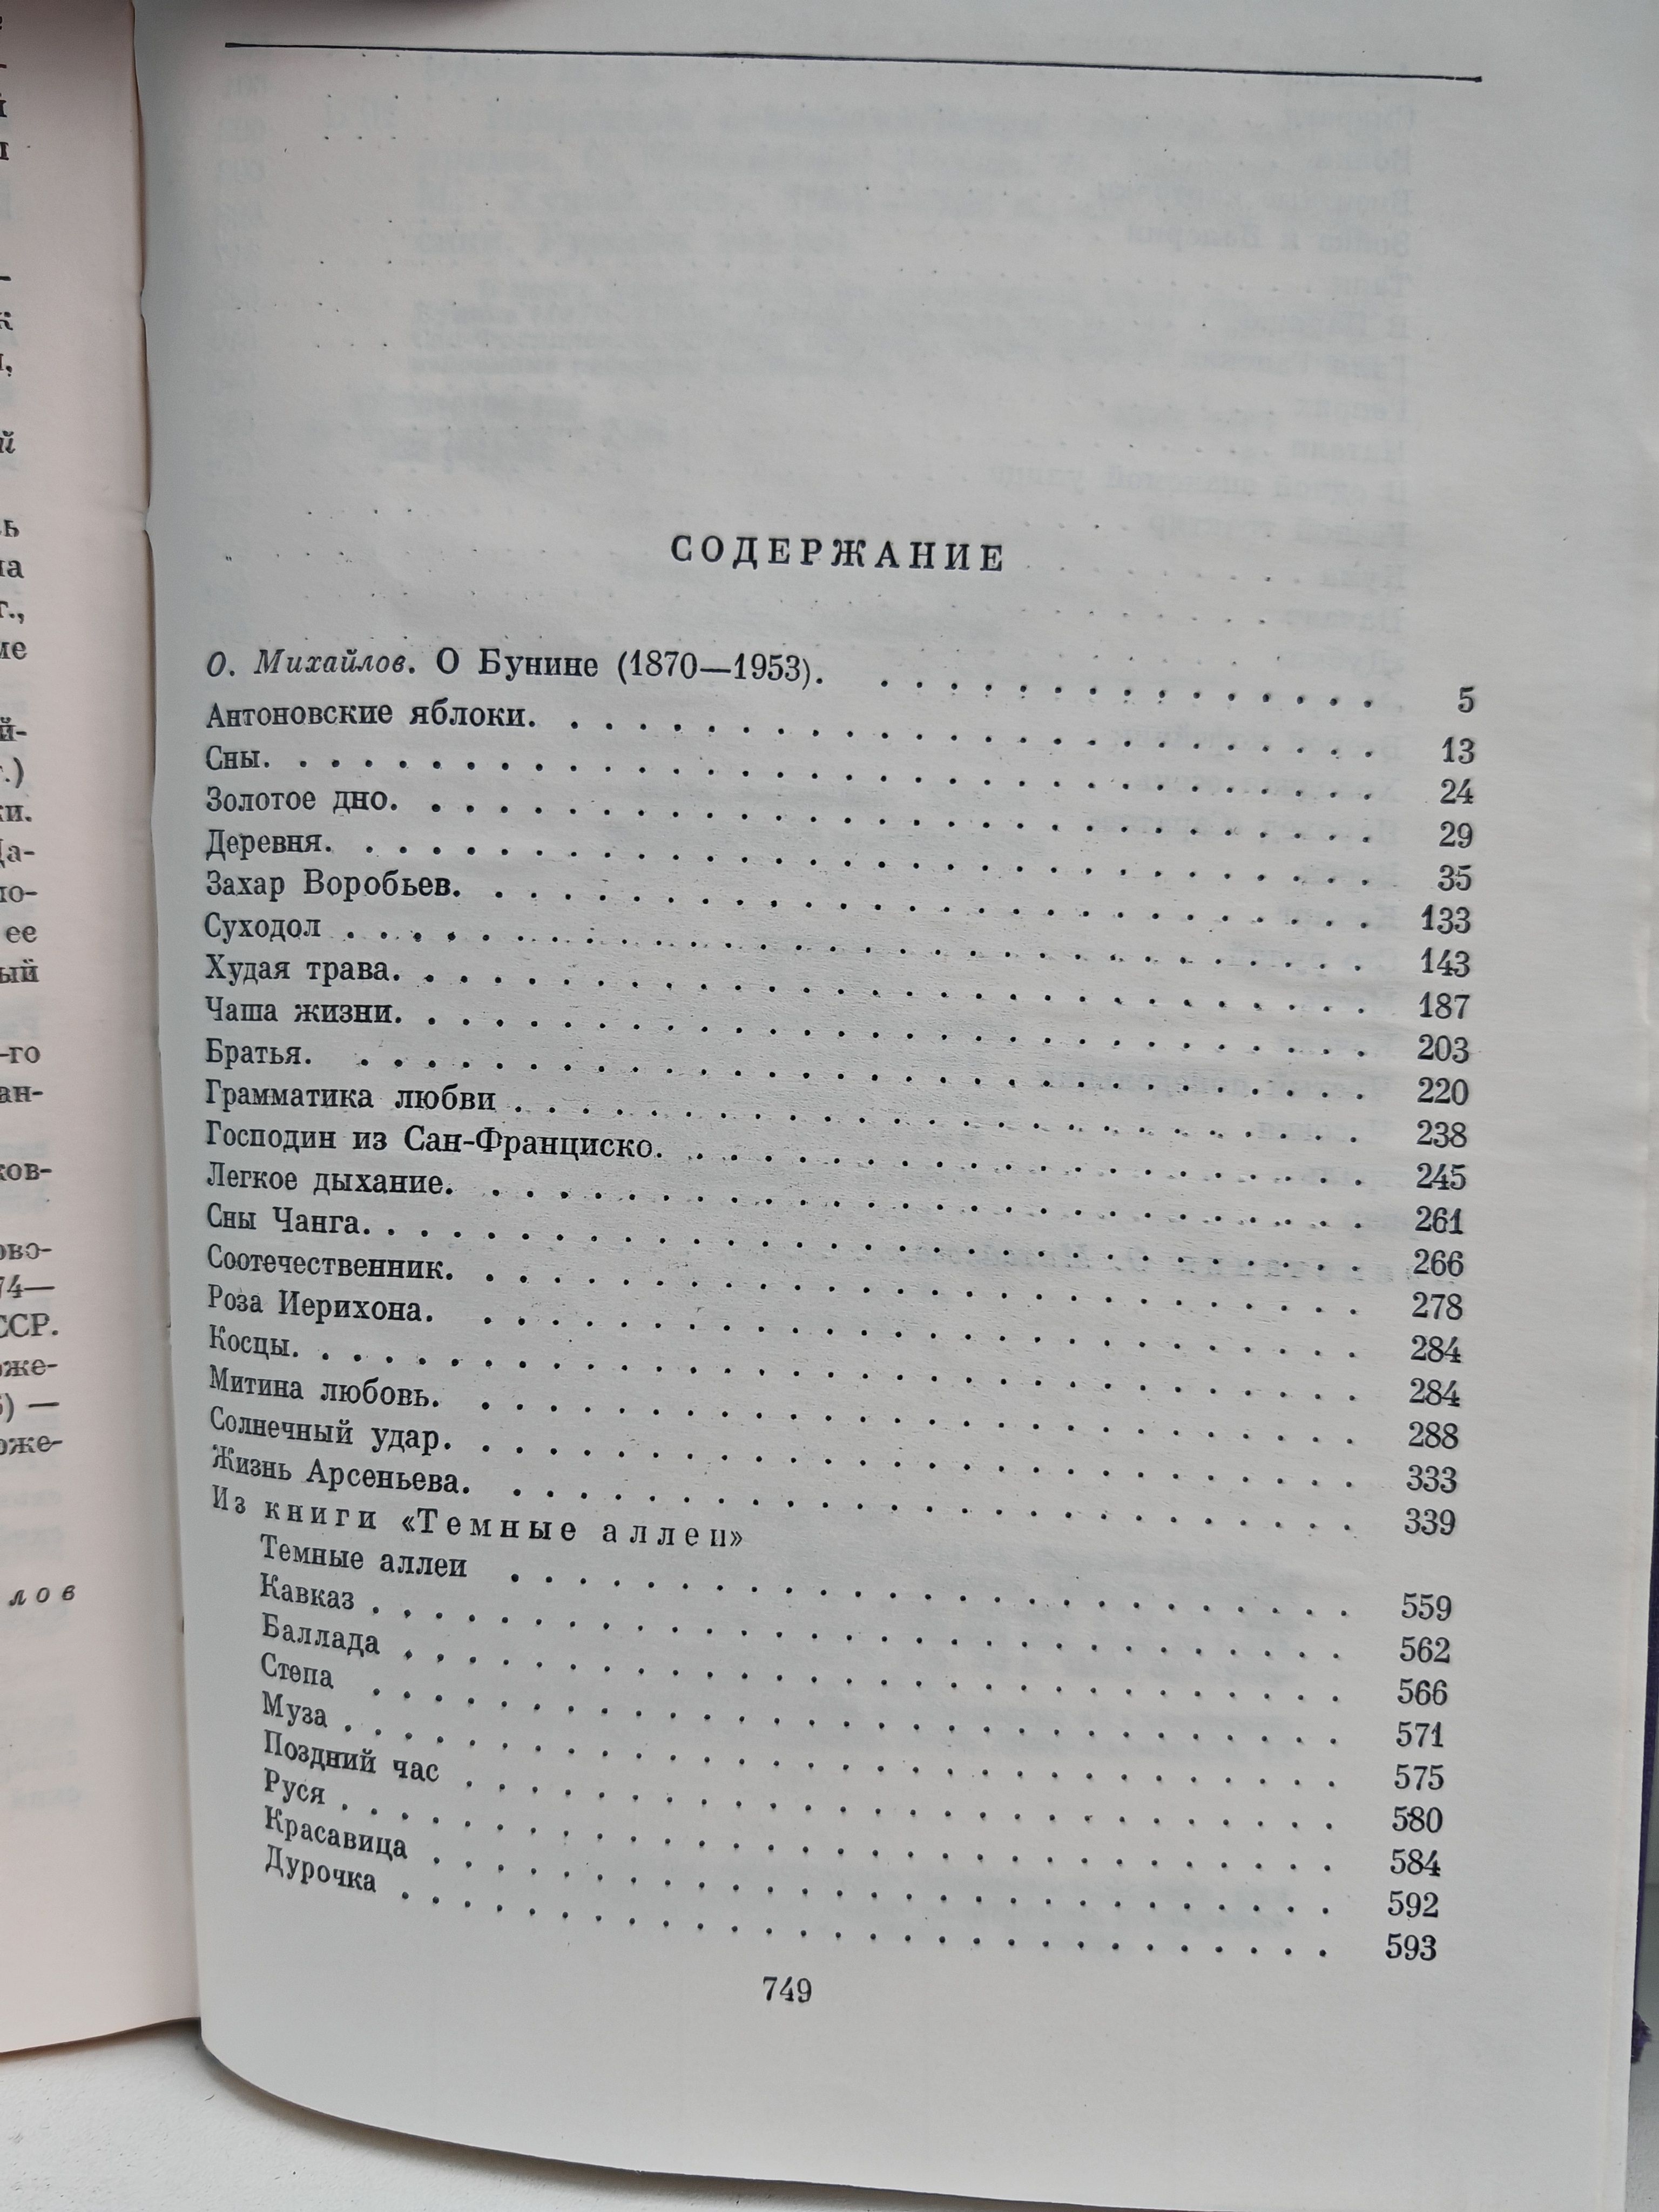 СОДЕРЖАНИЕ
О. Михайлов. О Бунине (1870—1953). 5
Антоновские яблоки. 13
Сны. 24
Золотое дно. 29
Деревня. 35
Захар Воробьев. 133
Суходол 143
Худая трава. 187
Чаша жизни. 203
Братья. 220
Грамматика любви 238
Господин из Сан-Франциско. 245
Легкое дыхание. 261
Сны Чанга. 266
Соотечественник. 278
Роза Иерихона. 284
Косцы. 284
Митина любовь. 288
Солнечный удар. 333
Жизнь Арсеньева. 339
Из книги «Темные аллеи»
Темные аллеи 559
Кавказ 562
Баллада 566
Степа 571
Муза 575
Поздний час 580
Руся 584
Красавица 592
Дурочка 593
749